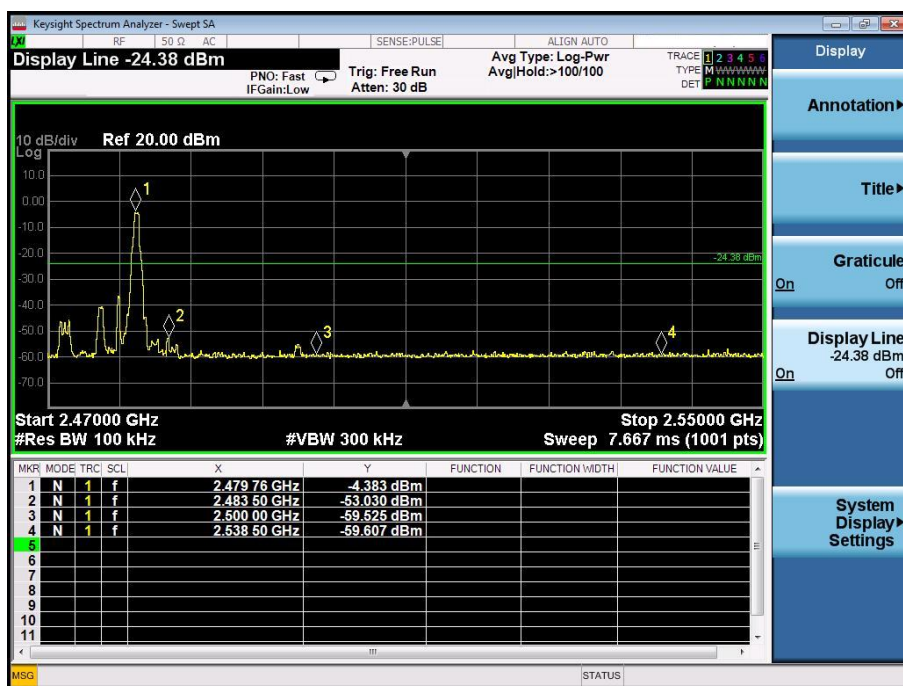 Keysight Spectrum Analyzer - Swept SA
LXI RF 50 Ω AC SENSE:PULSE ALIGN AUTO
Display Line -24.38 dBm
PNO: Fast
IFGain:Low
Trig: Free Run
Atten: 30 dB
Avg Type: Log-Pwr
Avg|Hold:>100/100
TRACE 1 2 3 4 5 6
TYPE M W W W W W
DET P N N N N N
10 dB/div Ref 20.00 dBm
Log
10.0
0.00
-10.0
-20.0
-30.0
-40.0
-50.0
-60.0
-70.0
1
2
3
4
-24.38 dBm
Start 2.47000 GHz Stop 2.55000 GHz
#Res BW 100 kHz #VBW 300 kHz Sweep 7.667 ms (1001 pts)
MKR MODE TRC SCL X Y FUNCTION FUNCTION WIDTH FUNCTION VALUE
1 N 1 f 2.479 76 GHz -4.383 dBm
2 N 1 f 2.483 50 GHz -53.030 dBm
3 N 1 f 2.500 00 GHz -59.525 dBm
4 N 1 f 2.538 50 GHz -59.607 dBm
5
6
7
8
9
10
11
MSG STATUS
Display
Annotation
Title
Graticule
On Off
Display Line
-24.38 dBm
On Off
System
Display
Settings